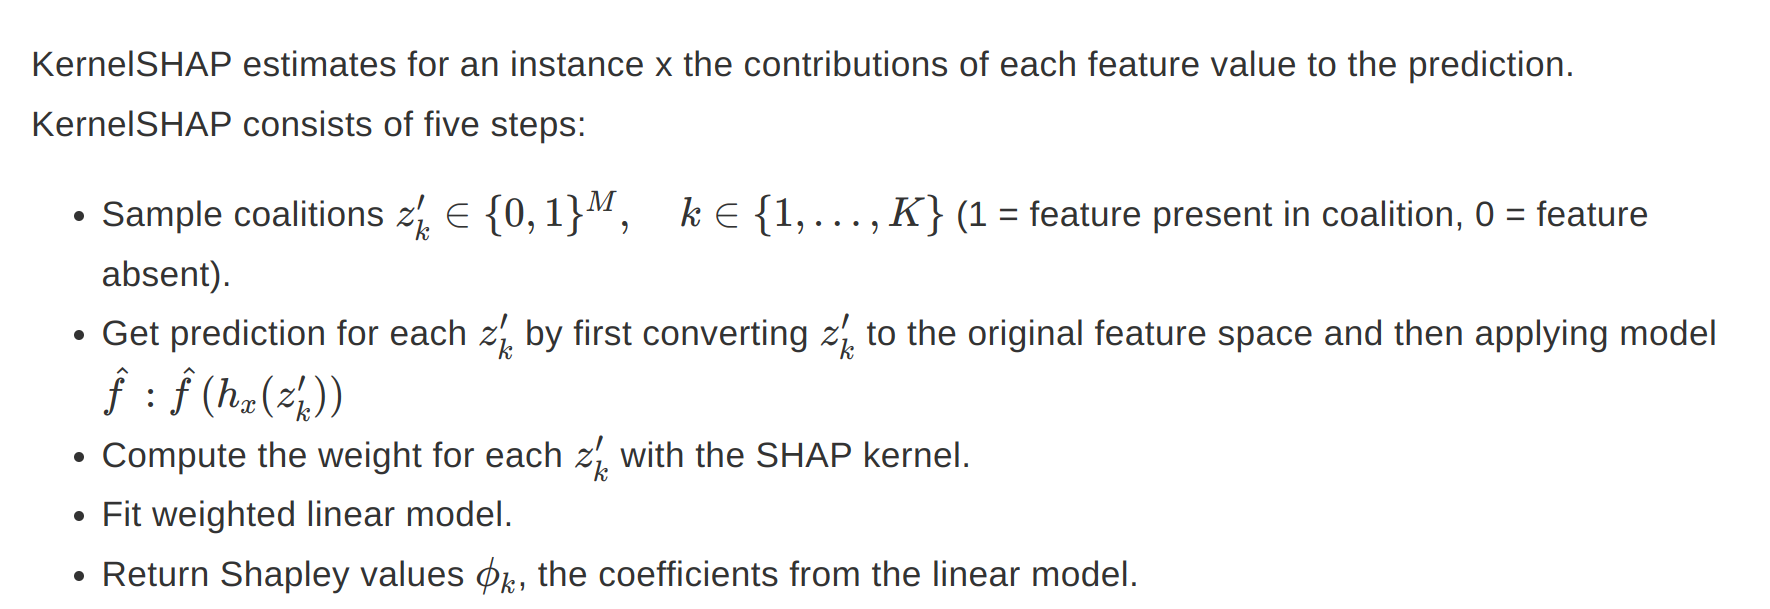 KernelSHAP estimates for an instance x the contributions of each feature value to the prediction.
KernelSHAP consists of five steps:
• Sample coalitions $z'_k \in \{0, 1\}^M, \quad k \in \{1, \ldots, K\}$ (1 = feature present in coalition, 0 = feature
absent).
• Get prediction for each $z'_k$ by first converting $z'_k$ to the original feature space and then applying model
$\hat{f} : \hat{f}(h_x(z'_k))$
• Compute the weight for each $z'_k$ with the SHAP kernel.
• Fit weighted linear model.
• Return Shapley values $\phi_k$, the coefficients from the linear model.